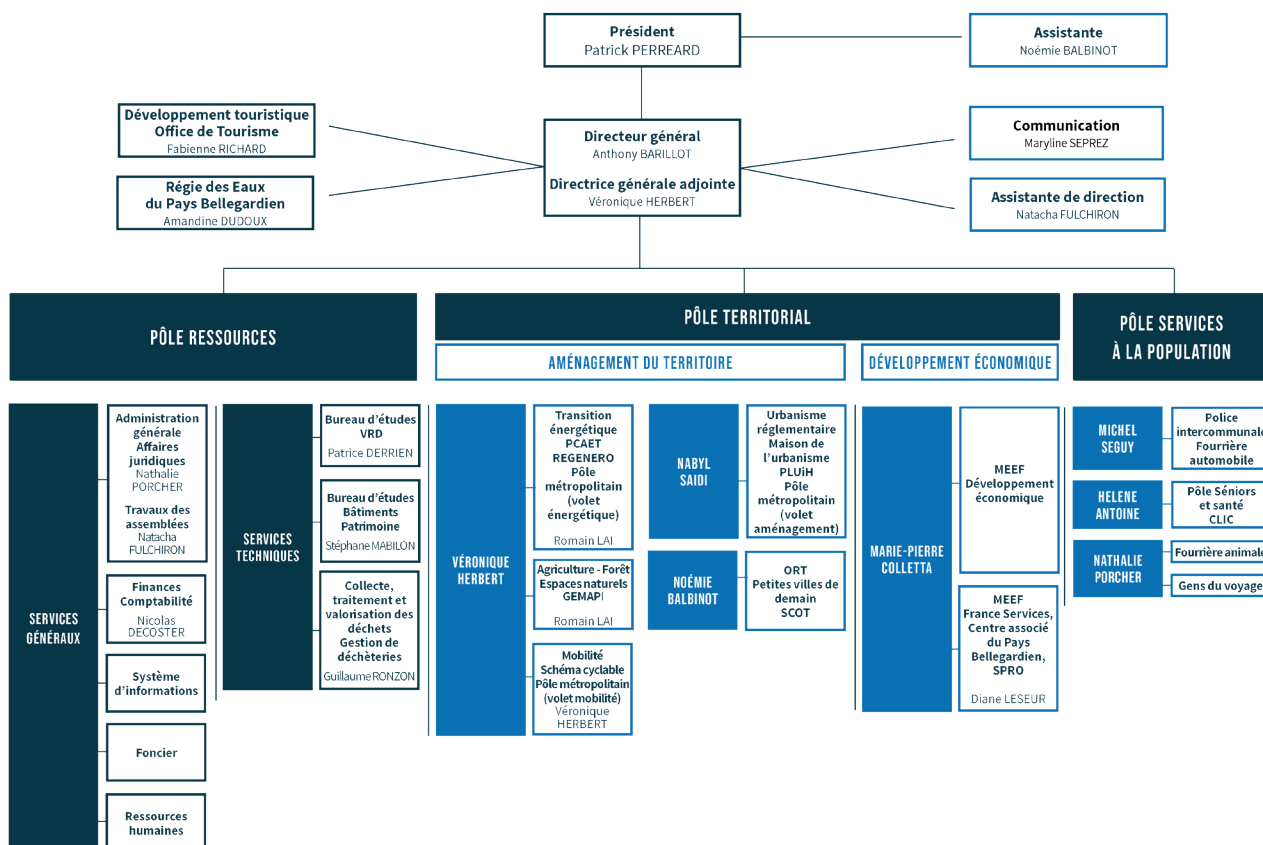 Président
Patrick PERREARD
Assistante
Noémie BALBINOT
Développement touristique
Office de Tourisme
Fabienne RICHARD
Régie des Eaux
du Pays Bellegardien
Amandine DUDOUX
Directeur général
Anthony BARILLOT
Directrice générale adjointe
Véronique HERBERT
Communication
Maryline SEPREZ
Assistante de direction
Natacha FULCHIRON
PÔLE RESSOURCES
PÔLE TERRITORIAL
AMÉNAGEMENT DU TERRITOIRE
DÉVELOPPEMENT ÉCONOMIQUE
PÔLE SERVICES
À LA POPULATION
SERVICES
GÉNÉRAUX
Administration
générale
Affaires
juridiques
Nathalie
PORCHER
Travaux des
assemblées
Natacha
FULCHIRON
Finances
Comptabilité
Nicolas
DECOSTER
Système
d'informations
Foncier
Ressources
humaines
SERVICES
TECHNIQUES
Bureau d'études
VRD
Patrice DERRIEN
Bureau d'études
Bâtiments
Patrimoine
Stéphane MABILON
Collecte,
traitement et
valorisation des
déchets
Gestion de
déchèteries
Guillaume RONZON
VÉRONIQUE
HERBERT
Transition
énergétique
PCAET
REGENERO
Pôle
métropolitain
(volet
énergétique)
Romain LAI
Agriculture - Forêt
Espaces naturels
GEMAPI
Romain LAI
Mobilité
Schéma cyclable
Pôle métropolitain
(volet mobilité)
Véronique
HERBERT
NABYL
SAIDI
Urbanisme
réglementaire
Maison de
l'urbanisme
PLUiH
Pôle
métropolitain
(volet
aménagement)
NOÉMIE
BALBINOT
ORT
Petites villes de
demain
SCOT
MARIE-PIERRE
COLLETTA
MEEF
Développement
économique
MEEF
France Services,
Centre associé
du Pays
Bellegardien,
SPRO
Diane LESEUR
MICHEL
SEGUY
Police
intercommunale
Fourrière
automobile
HELENE
ANTOINE
Pôle Séniors
et santé
CLIC
NATHALIE
PORCHER
Fourrière animale
Gens du voyage